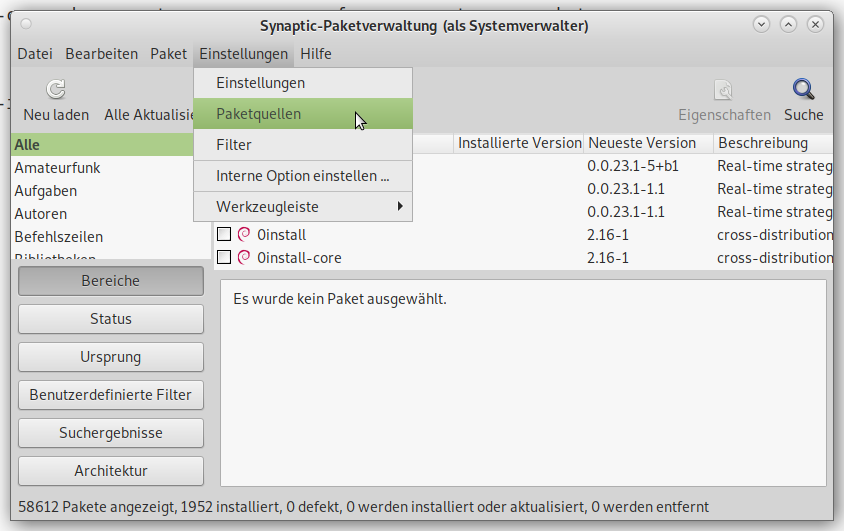 Synaptic-Paketverwaltung (als Systemverwalter)
Datei Bearbeiten Paket Einstellungen Hilfe
Einstellungen
Paketquellen
Filter
Interne Option einstellen ...
Werkzeugleiste
Neu laden Alle Aktualisie Eigenschaften Suche
Alle
Amateurfunk
Aufgaben
Autoren
Befehlszeilen
Bibliotheken
Installierte Version Neueste Version Beschreibung
0.0.23.1-5+b1 Real-time strateg
0.0.23.1-1.1 Real-time strateg
0.0.23.1-1.1 Real-time strateg
0install 2.16-1 cross-distribution
0install-core 2.16-1 cross-distribution
Bereiche
Status
Ursprung
Benutzerdefinierte Filter
Suchergebnisse
Architektur
Es wurde kein Paket ausgewählt.
58612 Pakete angezeigt, 1952 installiert, 0 defekt, 0 werden installiert oder aktualisiert, 0 werden entfernt